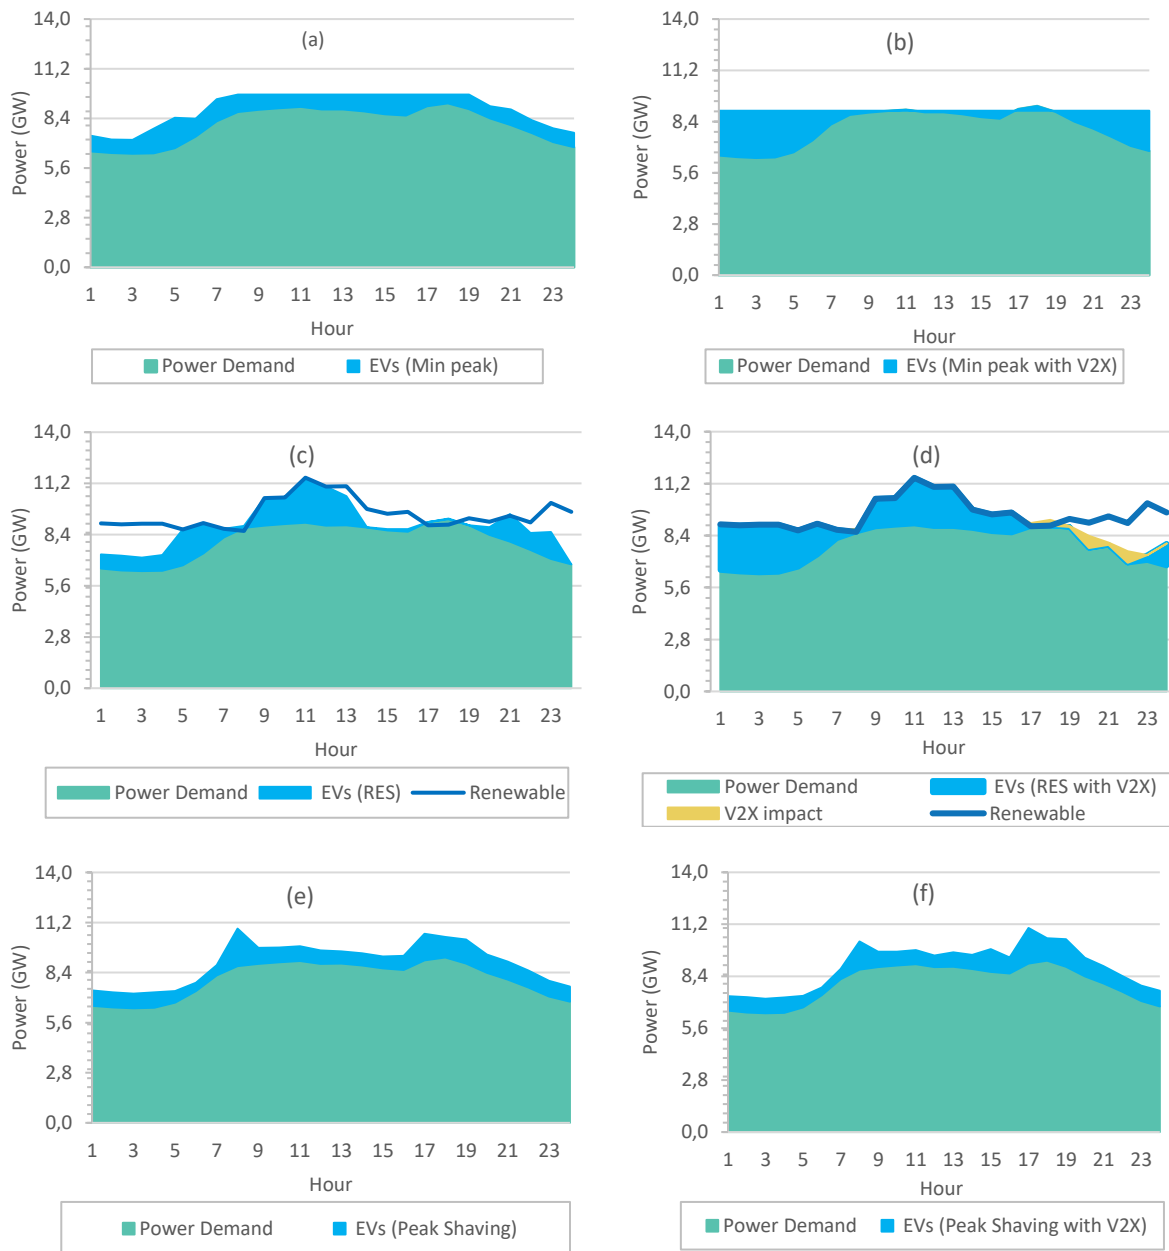 (a)
14,0
11,2
8,4
5,6
2,8
0,0
Power (GW)
1 3 5 7 9 11 13 15 17 19 21 23
Hour
Power Demand EVs (Min peak)
(b)
14,0
11,2
8,4
5,6
2,8
0,0
Power (GW)
1 3 5 7 9 11 13 15 17 19 21 23
Hour
Power Demand EVs (Min peak with V2X)
(c)
14,0
11,2
8,4
5,6
2,8
0,0
Power (GW)
1 3 5 7 9 11 13 15 17 19 21 23
Hour
Power Demand EVs (RES) Renewable
(d)
14,0
11,2
8,4
5,6
2,8
0,0
Power (GW)
1 3 5 7 9 11 13 15 17 19 21 23
Hour
Power Demand EVs (RES with V2X)
V2X impact Renewable
(e)
14,0
11,2
8,4
5,6
2,8
0,0
Power (GW)
1 3 5 7 9 11 13 15 17 19 21 23
Hour
Power Demand EVs (Peak Shaving)
(f)
14,0
11,2
8,4
5,6
2,8
0,0
Power (GW)
1 3 5 7 9 11 13 15 17 19 21 23
Hour
Power Demand EVs (Peak Shaving with V2X)